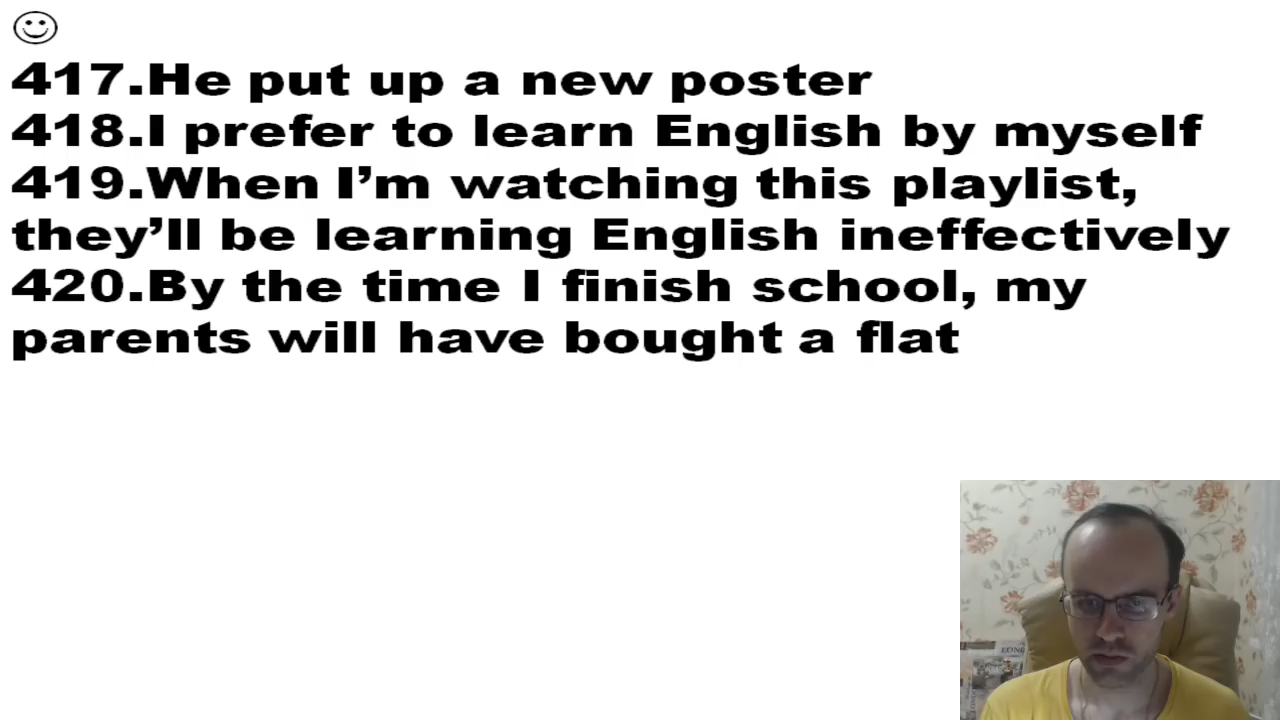 417.He put up a new poster
418.I prefer to learn English by myself
419.When I’m watching this playlist,
they’ll be learning English ineffectively
420.By the time I finish school, my
parents will have bought a flat